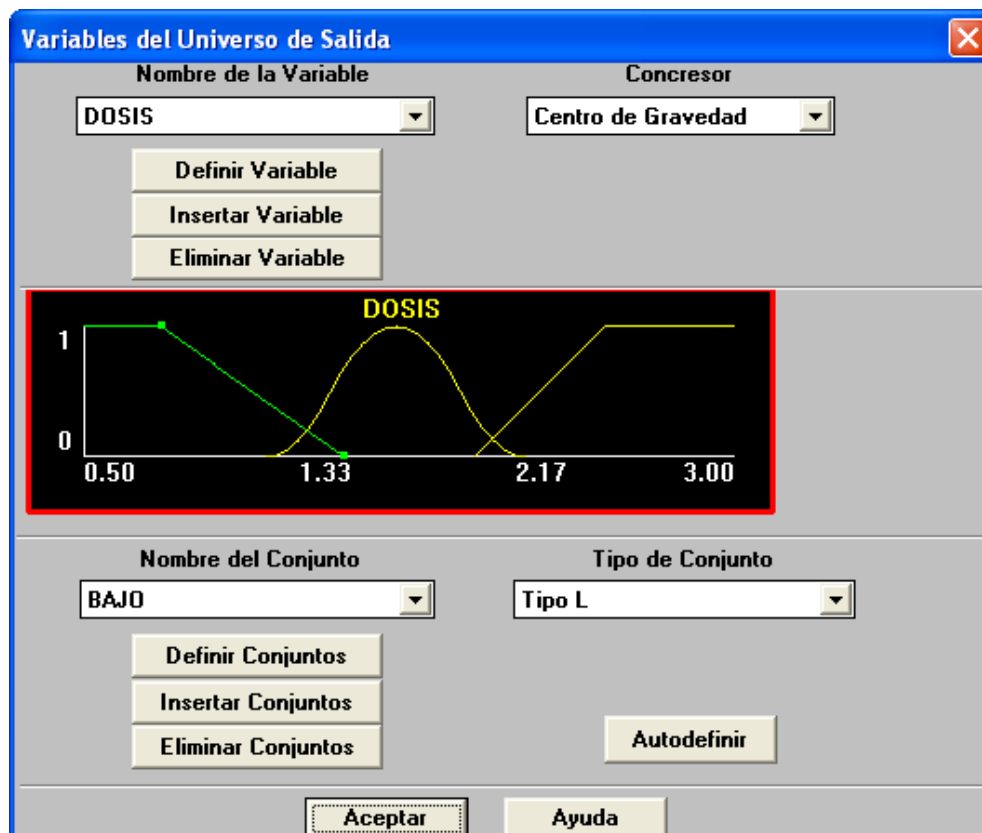 Variables del Universo de Salida
Nombre de la Variable
Concresor
DOSIS
Centro de Gravedad
Definir Variable
Insertar Variable
Eliminar Variable
DOSIS
1
0
0.50 1.33 2.17 3.00
Nombre del Conjunto
Tipo de Conjunto
BAJO
Tipo L
Definir Conjuntos
Insertar Conjuntos
Eliminar Conjuntos
Autodefinir
Aceptar
Ayuda